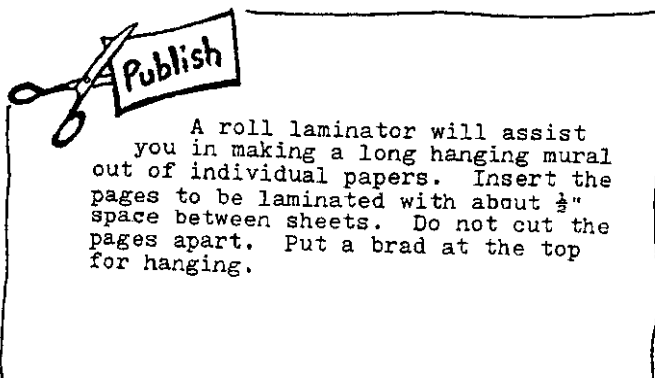 Publish
A roll laminator will assist
you in making a long hanging mural
out of individual papers. Insert the
pages to be laminated with about ½"
space between sheets. Do not cut the
pages apart. Put a brad at the top
for hanging.